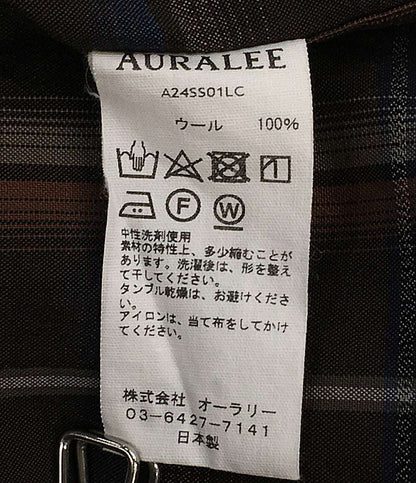 AURALEE
A24SS01LC
ウール 100%
F W
中性洗剤使用
素材の特性上、多少縮むことが
あります。洗濯後は、形を整え
て干してください。
タンブル乾燥は、お避けくださ
い。
アイロンは、当て布をしてかけ
てください。
株式会社 オーラリー
03-6427-7141
日本製